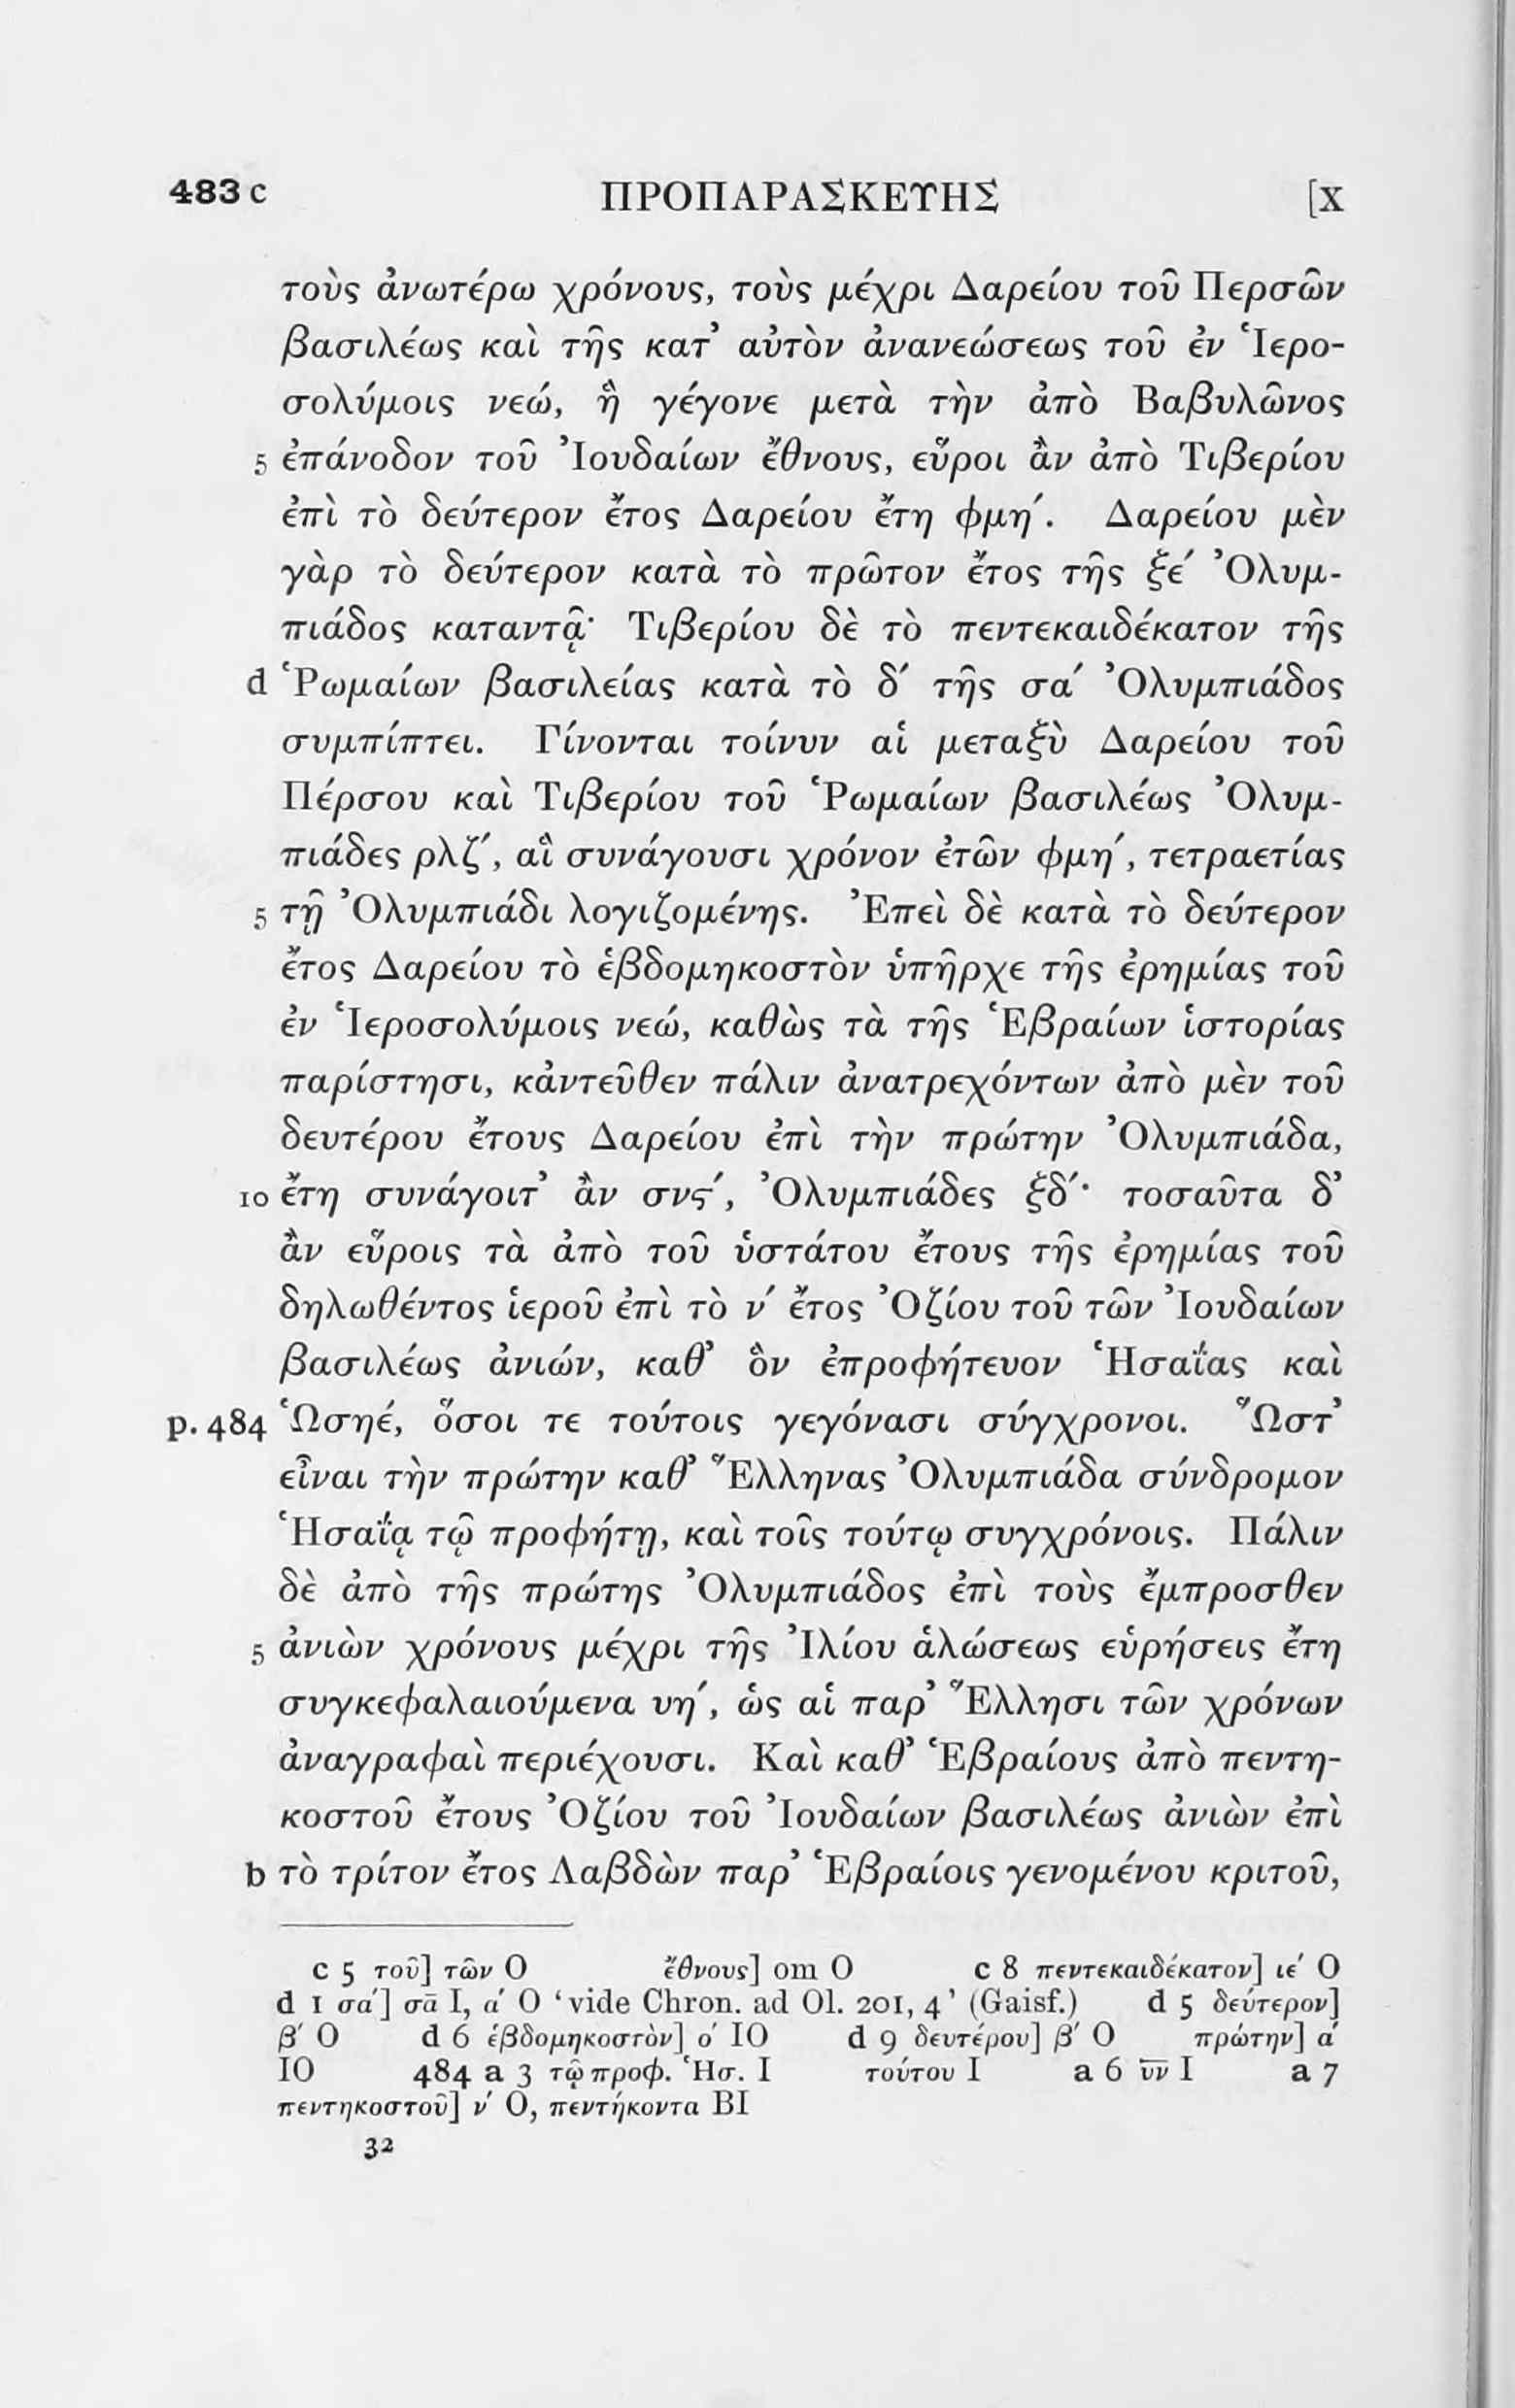 483 c ΠΡΟΠΑΡΑΣΚΕΥΗΣ [X
τοὺς ἀνωτέρω χρόνους, τοὺς μέχρι Δαρείου τοῦ Περσῶν
βασιλέως καὶ τῆς κατ’ αὐτὸν ἀνανεώσεως τοῦ ἐν Ἱερο-
σολύμοις νεώ, ἣ γέγονε μετὰ τὴν ἀπὸ Βαβυλῶνος
5 ἐπάνοδον τοῦ Ἰουδαίων ἔθνους, εὕροι ἂν ἀπὸ Τιβερίου
ἐπὶ τὸ δεύτερον ἔτος Δαρείου ἔτη φμη΄. Δαρείου μὲν
γὰρ τὸ δεύτερον κατὰ τὸ πρῶτον ἔτος τῆς ξέ Ὀλυμ-
πιάδος καταντᾷ· Τιβερίου δὲ τὸ πεντεκαιδέκατον τῆς
d Ῥωμαίων βασιλείας κατὰ τὸ δ΄ τῆς σα΄ Ὀλυμπιάδος
συμπίπτει. Γίνονται τοίνυν αἱ μεταξὺ Δαρείου τοῦ
Πέρσου καὶ Τιβερίου τοῦ Ῥωμαίων βασιλέως Ὀλυμ-
πιάδες ρλζ΄, αἳ συνάγουσι χρόνον ἐτῶν φμη΄, τετραετίας
5 τῇ Ὀλυμπιάδι λογιζομένης. Ἐπεὶ δὲ κατὰ τὸ δεύτερον
ἔτος Δαρείου τὸ ἑβδομηκοστὸν ὑπῆρχε τῆς ἐρημίας τοῦ
ἐν Ἱεροσολύμοις νεώ, καθὼς τὰ τῆς Ἑβραίων ἱστορίας
παρίστησι, κἀντεῦθεν πάλιν ἀνατρεχόντων ἀπὸ μὲν τοῦ
δευτέρου ἔτους Δαρείου ἐπὶ τὴν πρώτην Ὀλυμπιάδα,
10 ἔτη συνάγοιτ’ ἂν σνϛ΄, Ὀλυμπιάδες ξδ΄· τοσαῦτα δ’
ἂν εὕροις τὰ ἀπὸ τοῦ ὑστάτου ἔτους τῆς ἐρημίας τοῦ
δηλωθέντος ἱεροῦ ἐπὶ τὸ ν΄ ἔτος Ὀζίου τοῦ τῶν Ἰουδαίων
βασιλέως ἀνιών, καθ’ ὃν ἐπροφήτευον Ἡσαΐας καὶ
p. 484 Ὡσηέ, ὅσοι τε τούτοις γεγόνασι σύγχρονοι. Ὥστ’
εἶναι τὴν πρώτην καθ’ Ἕλληνας Ὀλυμπιάδα σύνδρομον
Ἡσαΐᾳ τῷ προφήτῃ, καὶ τοῖς τούτῳ συγχρόνοις. Πάλιν
δὲ ἀπὸ τῆς πρώτης Ὀλυμπιάδος ἐπὶ τοὺς ἔμπροσθεν
5 ἀνιὼν χρόνους μέχρι τῆς Ἰλίου ἁλώσεως εὑρήσεις ἔτη
συγκεφαλαιούμενα υη΄, ὡς αἱ παρ’ Ἕλλησι τῶν χρόνων
ἀναγραφαὶ περιέχουσι. Καὶ καθ’ Ἑβραίους ἀπὸ πεντη-
κοστοῦ ἔτους Ὀζίου τοῦ Ἰουδαίων βασιλέως ἀνιὼν ἐπὶ
b τὸ τρίτον ἔτος Λαβδὼν παρ’ Ἑβραίοις γενομένου κριτοῦ,
c 5 τοῦ] τῶν O ἔθνους] om O c 8 πεντεκαιδέκατον] ιέ O
d 1 σά] σα̅ I, ά O ‘vide Chron. ad Ol. 201, 4’ (Gaisf.) d 5 δεύτερον]
β΄ O d 6 ἑβδομηκοστὸν] ο΄ IO d 9 δευτέρου] β΄ O πρώτην] ά
IO 484 a 3 τῷ προφ. Ἡσ. I τούτου I a 6 υ̅ν̅ I a 7
πεντηκοστοῦ] ν΄ O, πεντήκοντα BI
32